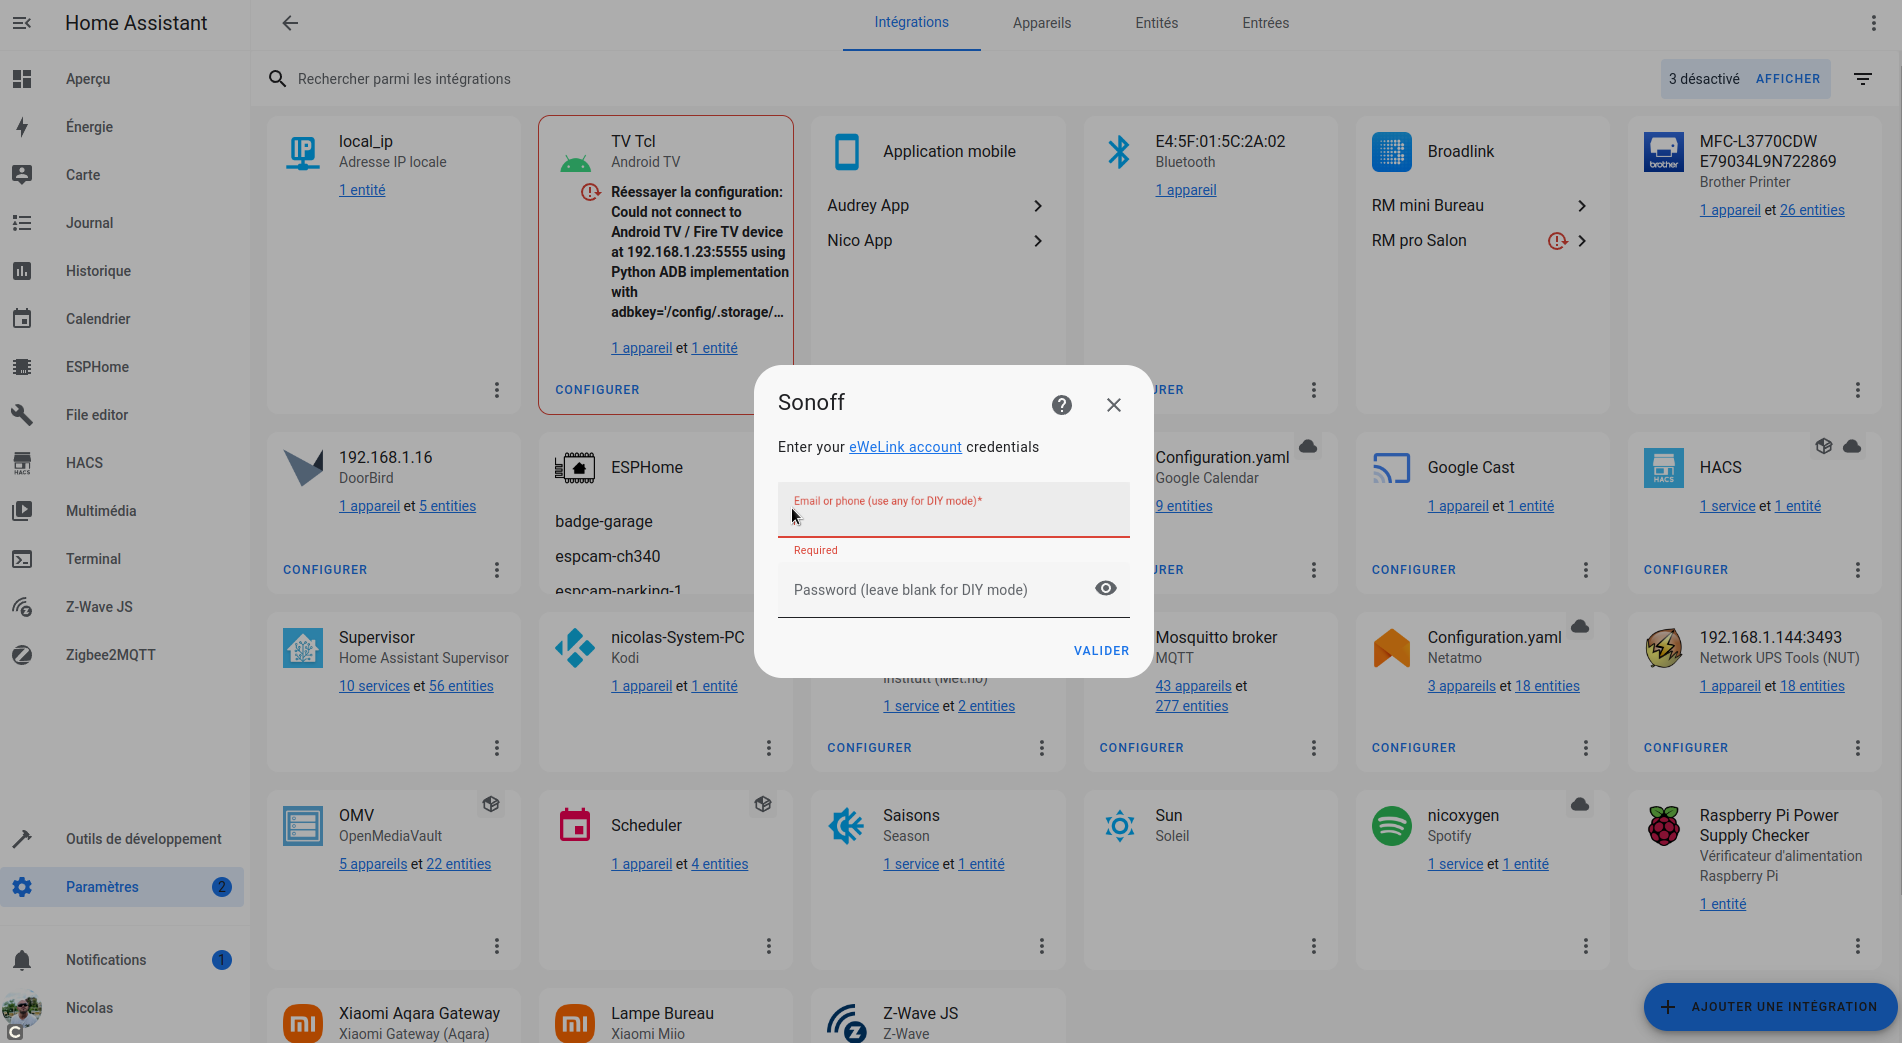 Home Assistant
Intégrations
Appareils
Entités
Entrées
Aperçu
Énergie
Carte
Journal
Historique
Calendrier
ESPHome
File editor
HACS
HACS
Multimédia
Terminal
Z-Wave JS
Zigbee2MQTT
Outils de développement
Paramètres
2
Notifications
1
Nicolas
Rechercher parmi les intégrations
3 désactivé
AFFICHER
local_ip
Adresse IP locale
1 entité
TV Tcl
Android TV
Réessayer la configuration:
Could not connect to
Android TV / Fire TV device
at 192.168.1.23:5555 using
Python ADB implementation
with
adbkey='/config/.storage/...
1 appareil et 1 entité
CONFIGURER
Application mobile
Audrey App
Nico App
E4:5F:01:5C:2A:02
Bluetooth
1 appareil
URER
Broadlink
RM mini Bureau
RM pro Salon
brother
MFC-L3770CDW
E79034L9N722869
Brother Printer
1 appareil et 26 entities
Sonoff
Enter your eWeLink account credentials
Email or phone (use any for DIY mode)*
Required
Password (leave blank for DIY mode)
VALIDER
192.168.1.16
DoorBird
1 appareil et 5 entities
CONFIGURER
ESPHome
badge-garage
espcam-ch340
espcam-parking-1
Configuration.yaml
Google Calendar
9 entities
URER
Google Cast
1 appareil et 1 entité
CONFIGURER
HACS
HACS
1 service et 1 entité
CONFIGURER
Supervisor
Home Assistant Supervisor
10 services et 56 entities
nicolas-System-PC
Kodi
1 appareil et 1 entité
Institutt (Met.no)
1 service et 2 entities
CONFIGURER
Mosquitto broker
MQTT
43 appareils et
277 entities
CONFIGURER
Configuration.yaml
Netatmo
3 appareils et 18 entities
CONFIGURER
192.168.1.144:3493
Network UPS Tools (NUT)
1 appareil et 18 entities
CONFIGURER
OMV
OpenMediaVault
5 appareils et 22 entities
Scheduler
1 appareil et 4 entities
Saisons
Season
1 service et 1 entité
Sun
Soleil
nicoxygen
Spotify
1 service et 1 entité
Raspberry Pi Power
Supply Checker
Vérificateur d'alimentation
Raspberry Pi
1 entité
Xiaomi Aqara Gateway
Xiaomi Gateway (Aqara)
Lampe Bureau
Xiaomi Miio
Z-Wave JS
Z-Wave
AJOUTER UNE INTÉGRATION